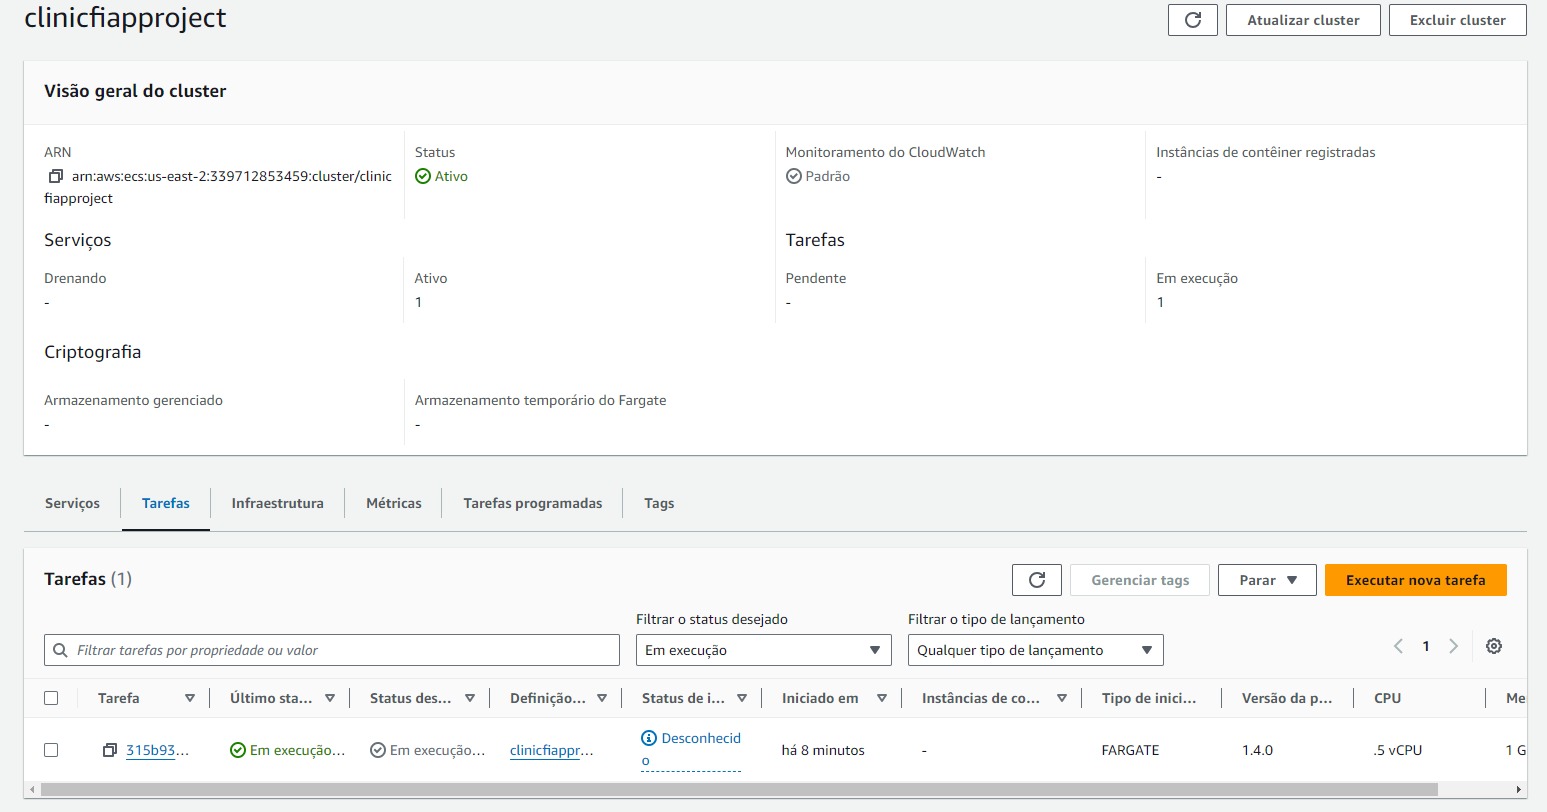 clinicfiapproject
Atualizar cluster
Excluir cluster
Visão geral do cluster
ARN
arn:aws:ecs:us-east-2:339712853459:cluster/clinic
fiapproject
Status
Ativo
Monitoramento do CloudWatch
Padrão
Instâncias de contêiner registradas
-
Serviços
Tarefas
Drenando
-
Ativo
1
Pendente
-
Em execução
1
Criptografia
Armazenamento gerenciado
-
Armazenamento temporário do Fargate
-
Serviços
Tarefas
Infraestrutura
Métricas
Tarefas programadas
Tags
Tarefas (1)
Gerenciar tags
Parar
Executar nova tarefa
Filtrar tarefas por propriedade ou valor
Filtrar o status desejado
Em execução
Filtrar o tipo de lançamento
Qualquer tipo de lançamento
1
Tarefa
Último sta...
Status des...
Definição...
Status de i...
Iniciado em
Instâncias de co...
Tipo de inici...
Versão da p...
CPU
Me
315b93...
Em execução...
Em execução...
clinicfiappr...
Desconhecid
o
há 8 minutos
-
FARGATE
1.4.0
.5 vCPU
1 G